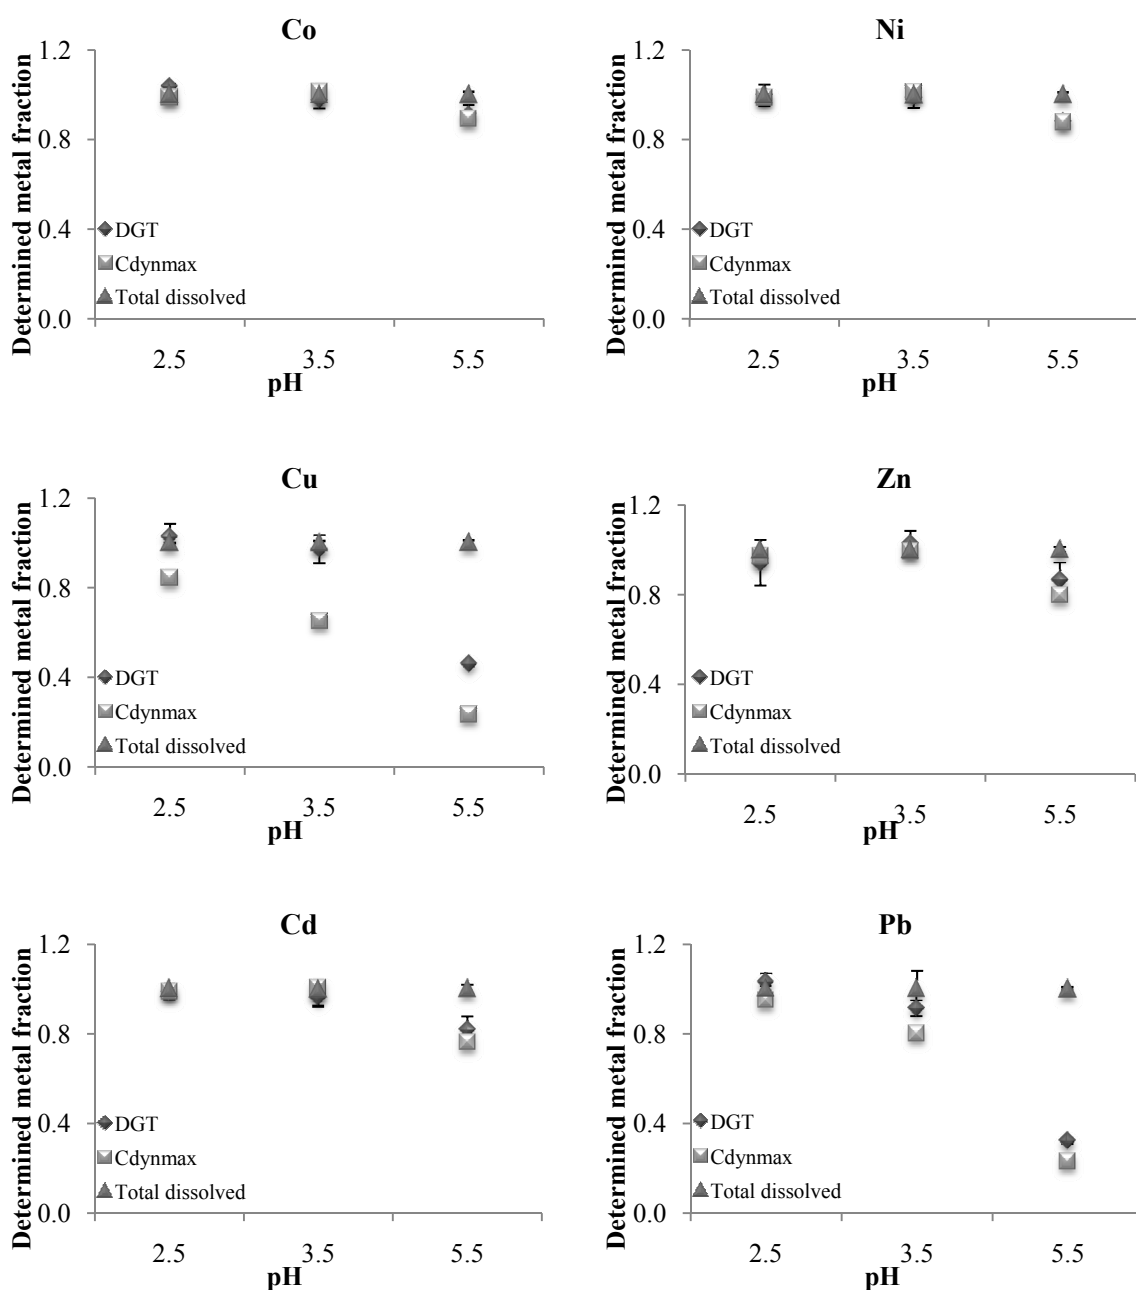 Co
Determined metal fraction
1.2
0.8
0.4
0.0
DGT
Cdynmax
Total dissolved
2.5 3.5 5.5
pH
Ni
Determined metal fraction
1.2
0.8
0.4
0.0
DGT
Cdynmax
Total dissolved
2.5 3.5 5.5
pH
Cu
Determined metal fraction
1.2
0.8
0.4
0.0
DGT
Cdynmax
Total dissolved
2.5 3.5 5.5
pH
Zn
Determined metal fraction
1.2
0.8
0.4
0.0
DGT
Cdynmax
Total dissolved
2.5 3.5 5.5
pH
Cd
Determined metal fraction
1.2
0.8
0.4
0.0
DGT
Cdynmax
Total dissolved
2.5 3.5 5.5
pH
Pb
Determined metal fraction
1.2
0.8
0.4
0.0
DGT
Cdynmax
Total dissolved
2.5 3.5 5.5
pH